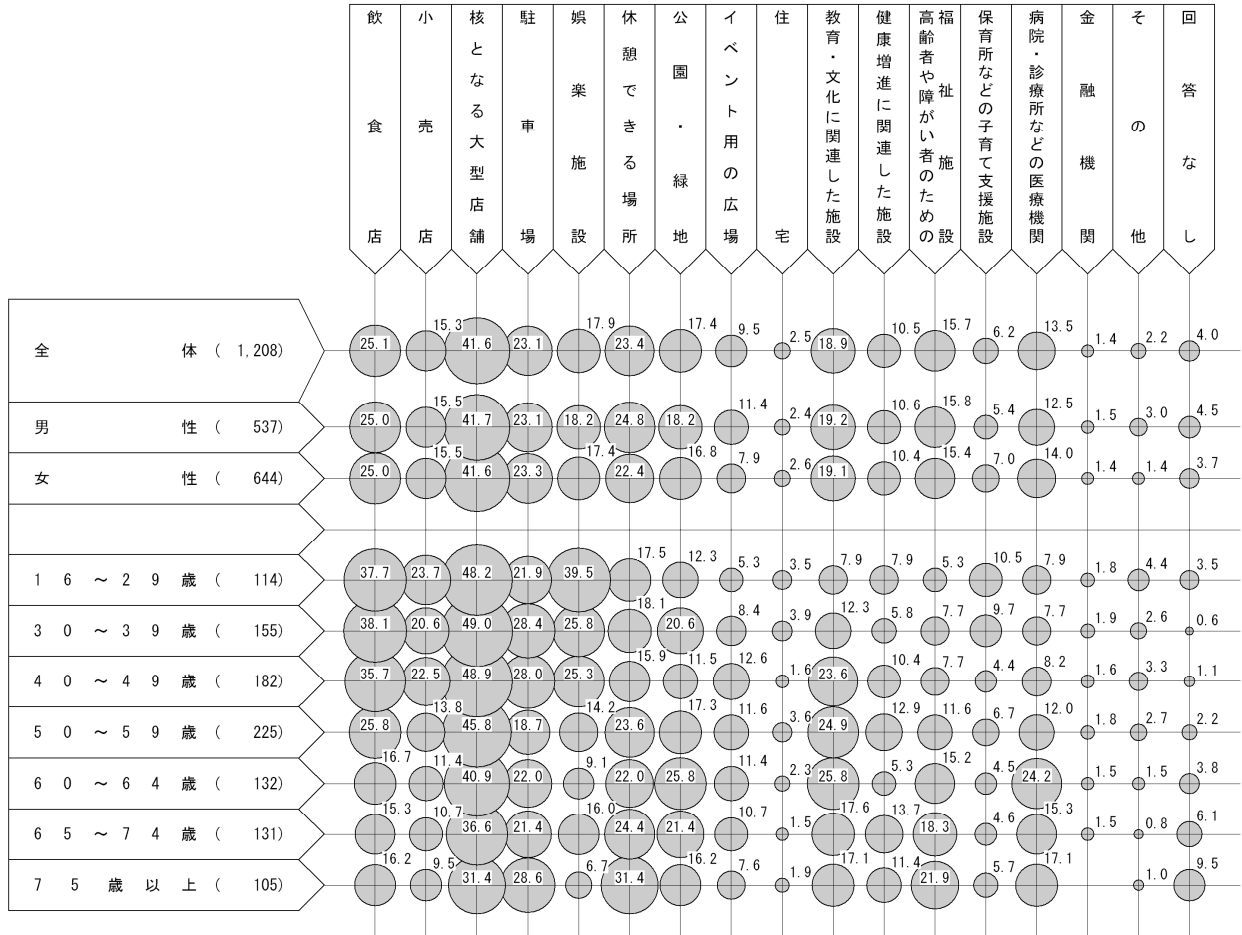 飲食店
小売店
核となる大型店舗
駐車場
娯楽施設
休憩できる場所
公園・緑地
イベント用の広場
住宅
教育・文化に関連した施設
健康増進に関連した施設
高齢者や障がい者のための
福祉施設
保育所などの子育て支援施設
病院・診療所などの医療機関
金融機関
その他
回答なし
全体(1,208) 25.1 15.3 41.6 23.1 17.9 23.4 17.4 9.5 2.5 18.9 10.5 15.7 6.2 13.5 1.4 2.2 4.0
男性(537) 25.0 15.5 41.7 23.1 18.2 24.8 18.2 11.4 2.4 19.2 10.6 15.8 5.4 12.5 1.5 3.0 4.5
女性(644) 25.0 15.5 41.6 23.3 17.4 22.4 16.8 7.9 2.6 19.1 10.4 15.4 7.0 14.0 1.4 1.4 3.7
16~29歳(114) 37.7 23.7 48.2 21.9 39.5 17.5 12.3 5.3 3.5 7.9 7.9 5.3 10.5 7.9 1.8 4.4 3.5
30~39歳(155) 38.1 20.6 49.0 28.4 25.8 18.1 20.6 8.4 3.9 12.3 5.8 7.7 9.7 7.7 1.9 2.6 0.6
40~49歳(182) 35.7 22.5 48.9 28.0 25.3 15.9 11.5 12.6 1.6 23.6 10.4 7.7 4.4 8.2 1.6 3.3 1.1
50~59歳(225) 25.8 13.8 45.8 18.7 14.2 23.6 17.3 11.6 3.6 24.9 12.9 11.6 6.7 12.0 1.8 2.7 2.2
60~64歳(132) 16.7 11.4 40.9 22.0 9.1 22.0 25.8 11.4 2.3 25.8 5.3 15.2 4.5 24.2 1.5 1.5 3.8
65~74歳(131) 15.3 10.7 36.6 21.4 16.0 24.4 21.4 10.7 1.5 17.6 13.7 18.3 4.6 15.3 1.5 0.8 6.1
75歳以上(105) 16.2 9.5 31.4 28.6 6.7 31.4 16.2 7.6 1.9 17.1 11.4 21.9 5.7 17.1 1.0 9.5